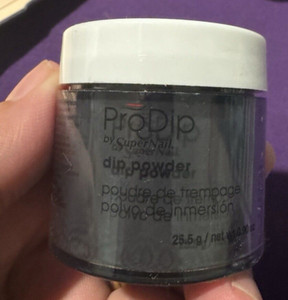 ProDip
by SuperNail
dip powder
poudre de trempage
polvo de inmersión
25.5 g / net wt.